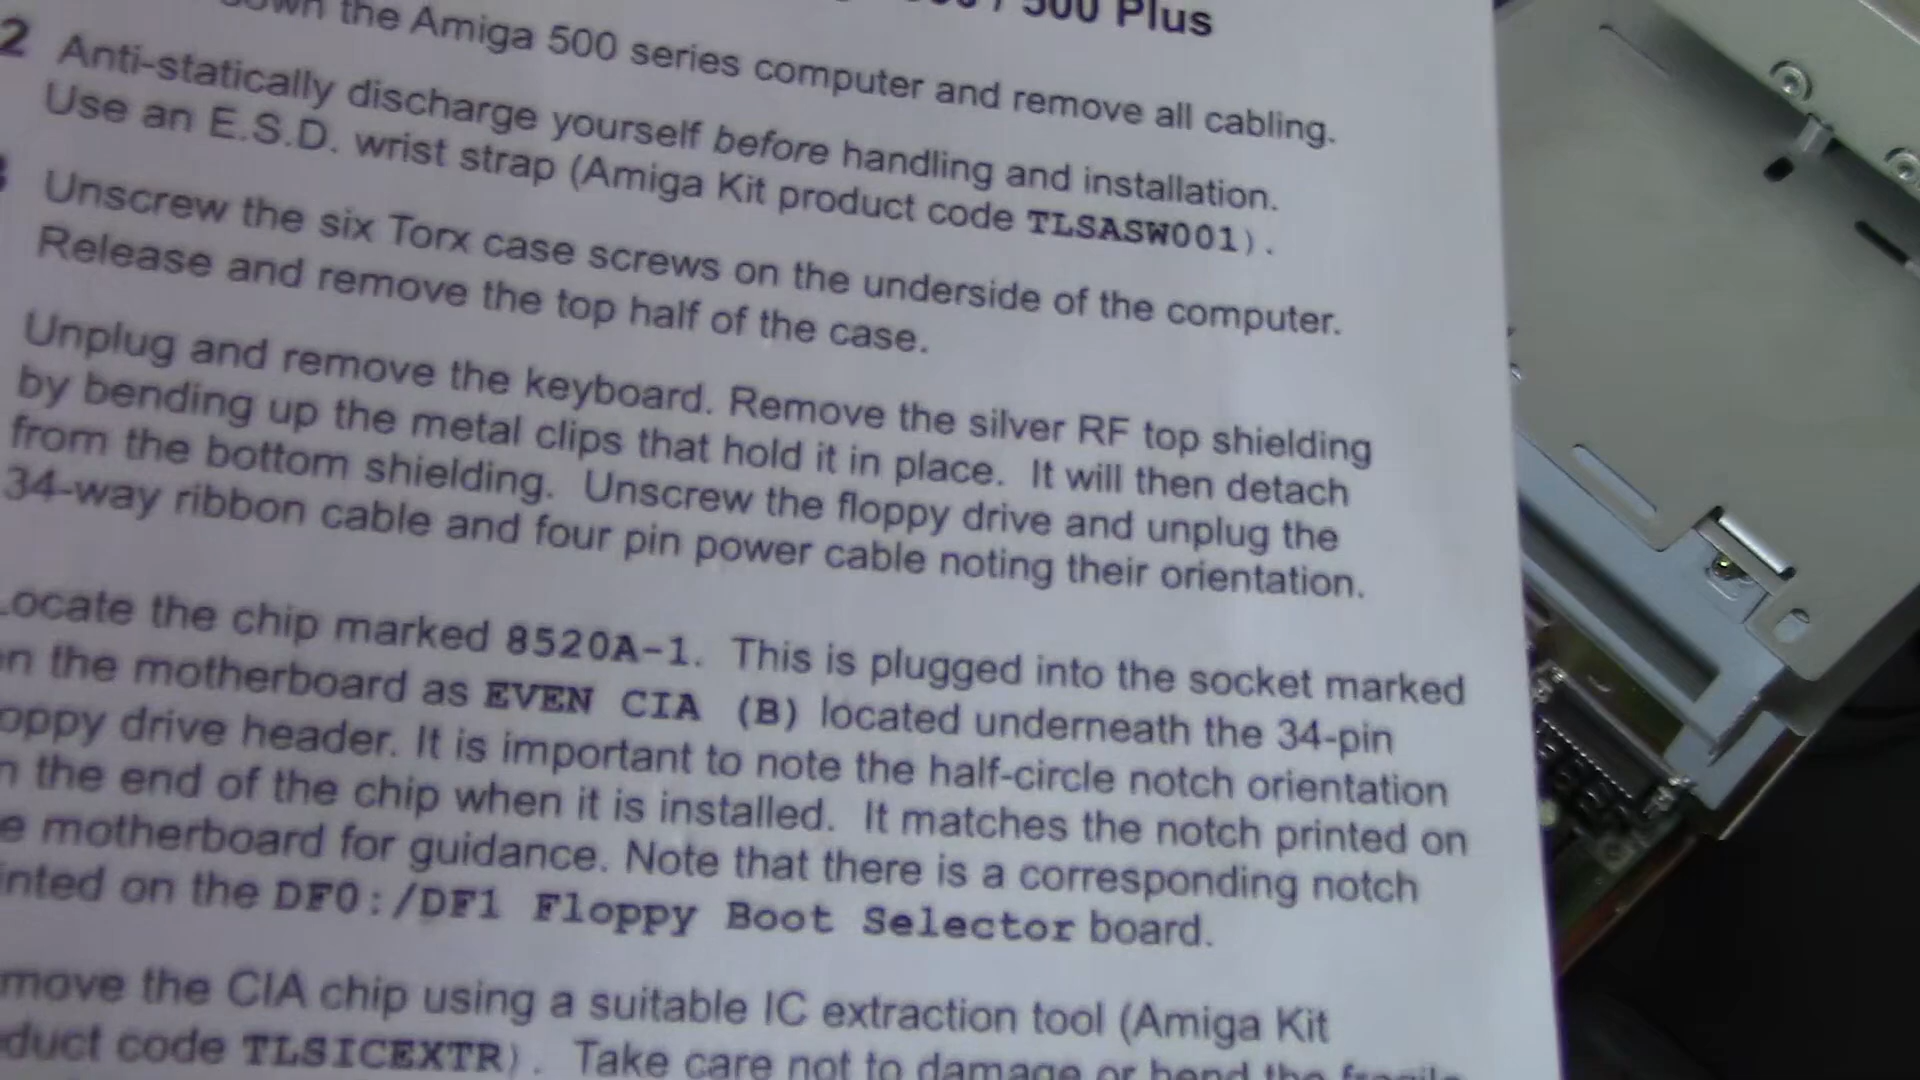 500 Plus
the Amiga 500 series computer and remove all cabling.
2 Anti-statically discharge yourself before handling and installation.
Use an E.S.D. wrist strap (Amiga Kit product code TLSASW001).
Unscrew the six Torx case screws on the underside of the computer.
Release and remove the top half of the case.
Unplug and remove the keyboard. Remove the silver RF top shielding
by bending up the metal clips that hold it in place. It will then detach
from the bottom shielding. Unscrew the floppy drive and unplug the
34-way ribbon cable and four pin power cable noting their orientation.
Locate the chip marked 8520A-1. This is plugged into the socket marked
on the motherboard as EVEN CIA (B) located underneath the 34-pin
oppy drive header. It is important to note the half-circle notch orientation
n the end of the chip when it is installed. It matches the notch printed on
e motherboard for guidance. Note that there is a corresponding notch
inted on the DF0:/DF1 Floppy Boot Selector board.
move the CIA chip using a suitable IC extraction tool (Amiga Kit
duct code TLSICEXTR). Take care not to damage or bend the fragile